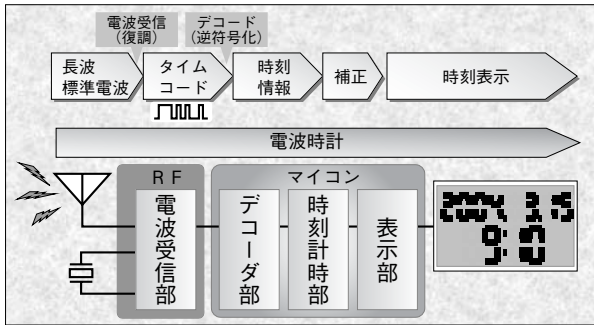 電波受信
（復調）
デコード
（逆符号化）
長波
標準電波
タイム
コード
時刻
情報
補正
時刻表示
電波時計
ＲＦ
マイコン
電波受信部
デコーダ部
時刻計時部
表示部